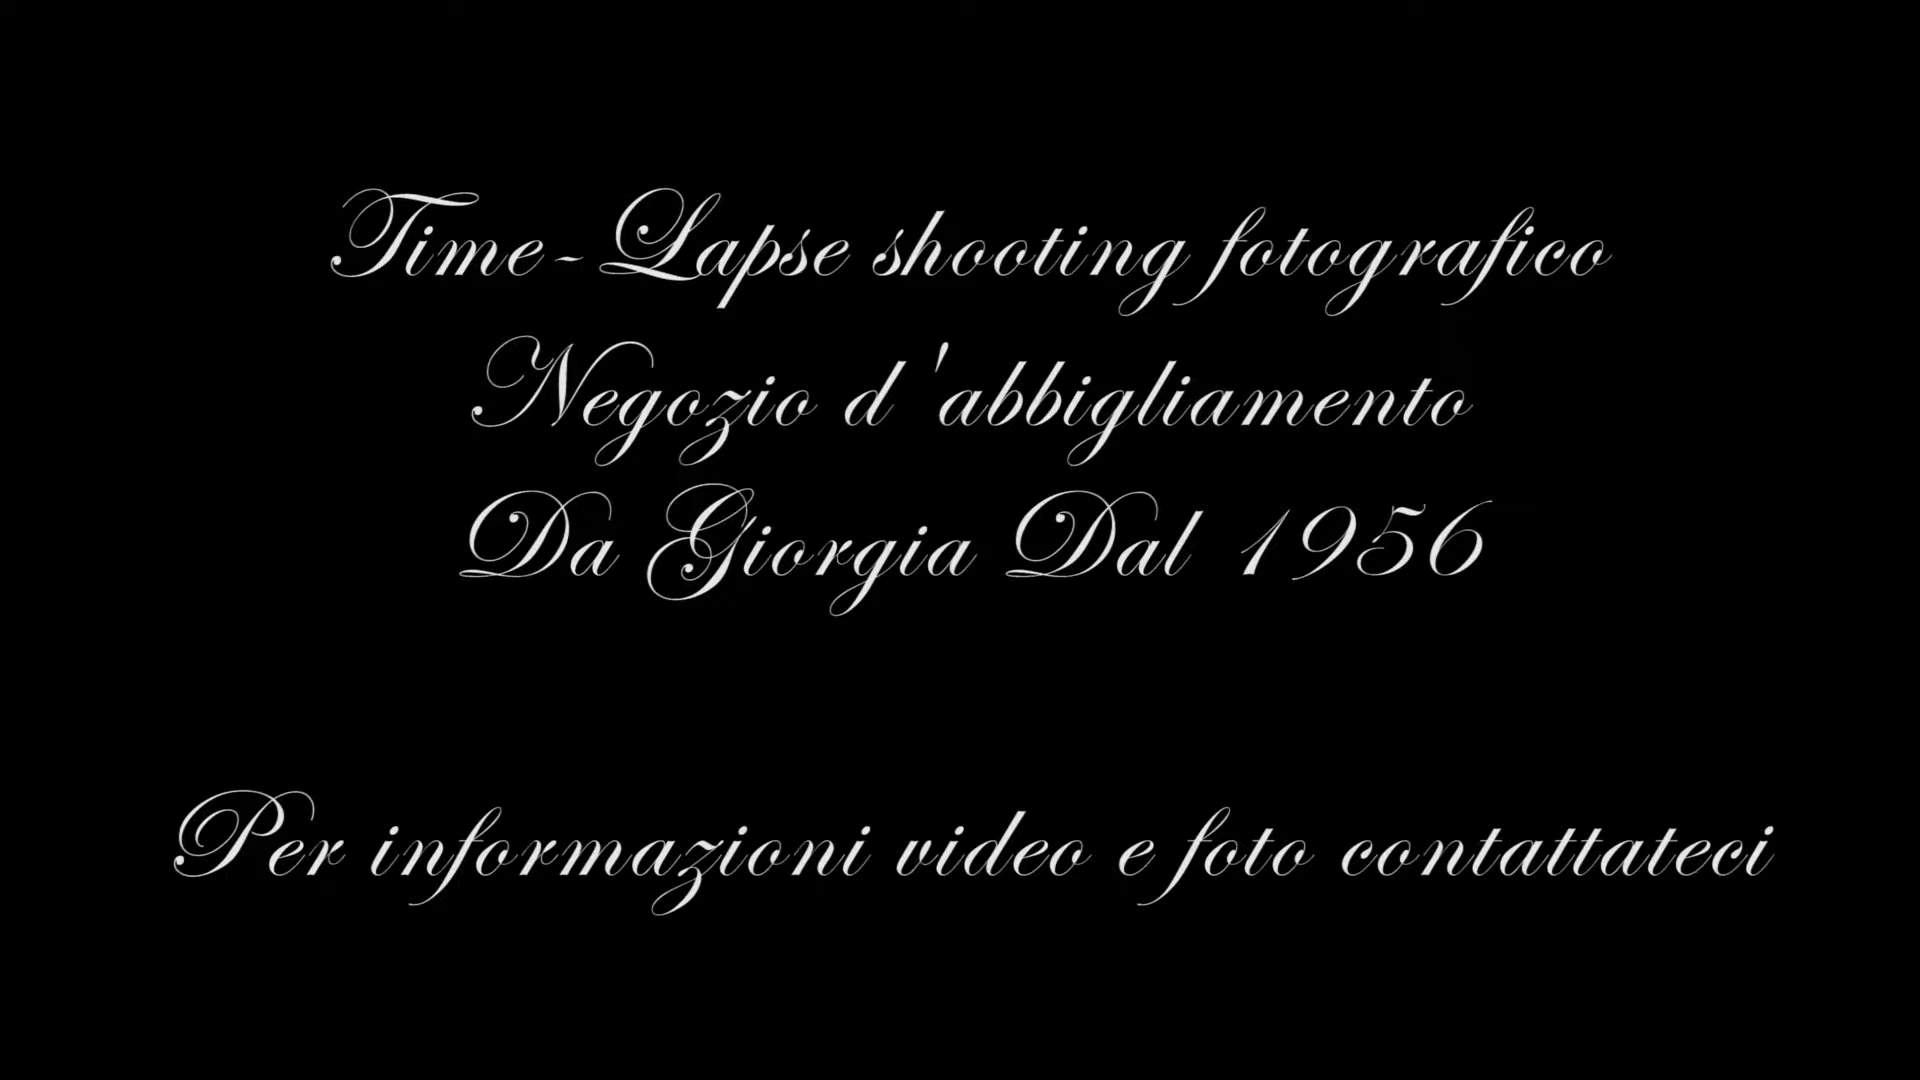 Time-Lapse shooting fotografico
Negozio d'abbigliamento
Da Giorgia Dal 1956
Per informazioni video e foto contattateci